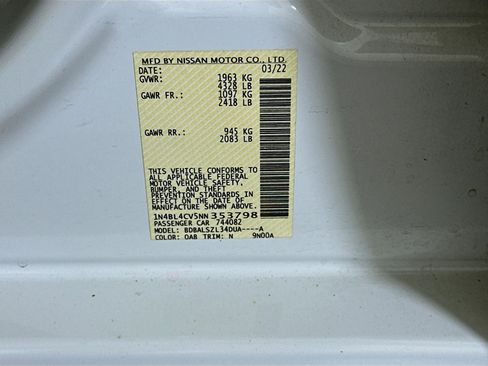 MFD BY NISSAN MOTOR CO., LTD.
DATE: 03/22
GVWR: 1963 KG
4328 LB
GAWR FR.: 1097 KG
2418 LB
GAWR RR.: 945 KG
2083 LB
THIS VEHICLE CONFORMS TO
ALL APPLICABLE FEDERAL
MOTOR VEHICLE SAFETY,
BUMPER, AND THEFT
PREVENTION STANDARDS
IN EFFECT ON THE DATE OF
MANUFACTURE SHOWN ABOVE.
1N4BL4CV5NN353798
PASSENGER CAR 744082
MODEL: BDBALSZL34DUA----A
COLOR: QAB TRIM: N 9N00A